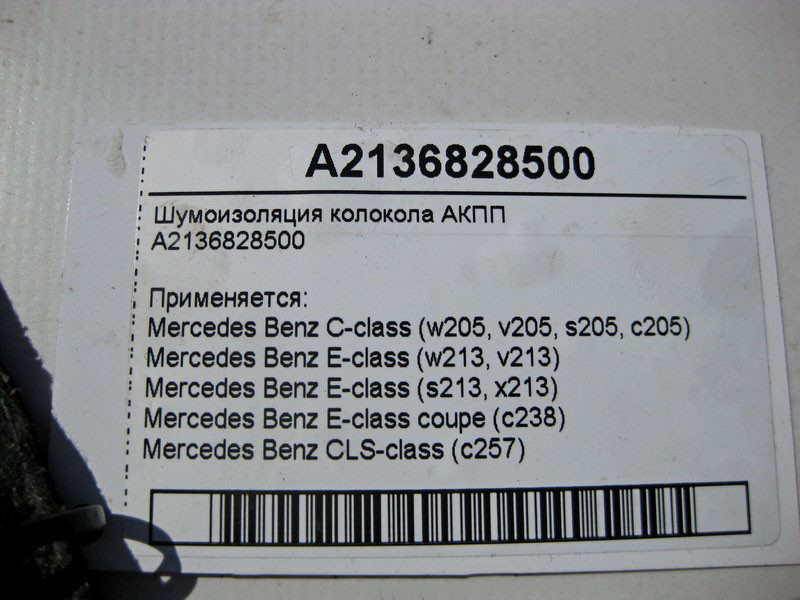 A2136828500
Шумоизоляция колокола АКПП
A2136828500
Применяется:
Mercedes Benz C-class (w205, v205, s205, c205)
Mercedes Benz E-class (w213, v213)
Mercedes Benz E-class (s213, x213)
Mercedes Benz E-class coupe (c238)
Mercedes Benz CLS-class (c257)